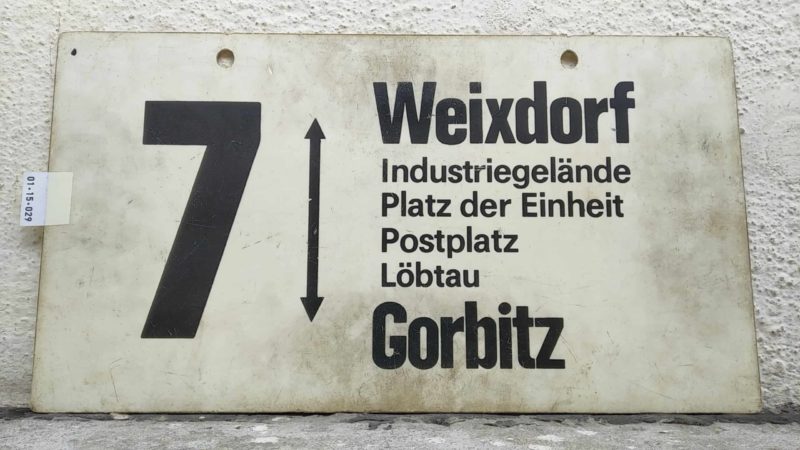 7
Weixdorf
Industriegelände
Platz der Einheit
Postplatz
Löbtau
Gorbitz
01-15-029